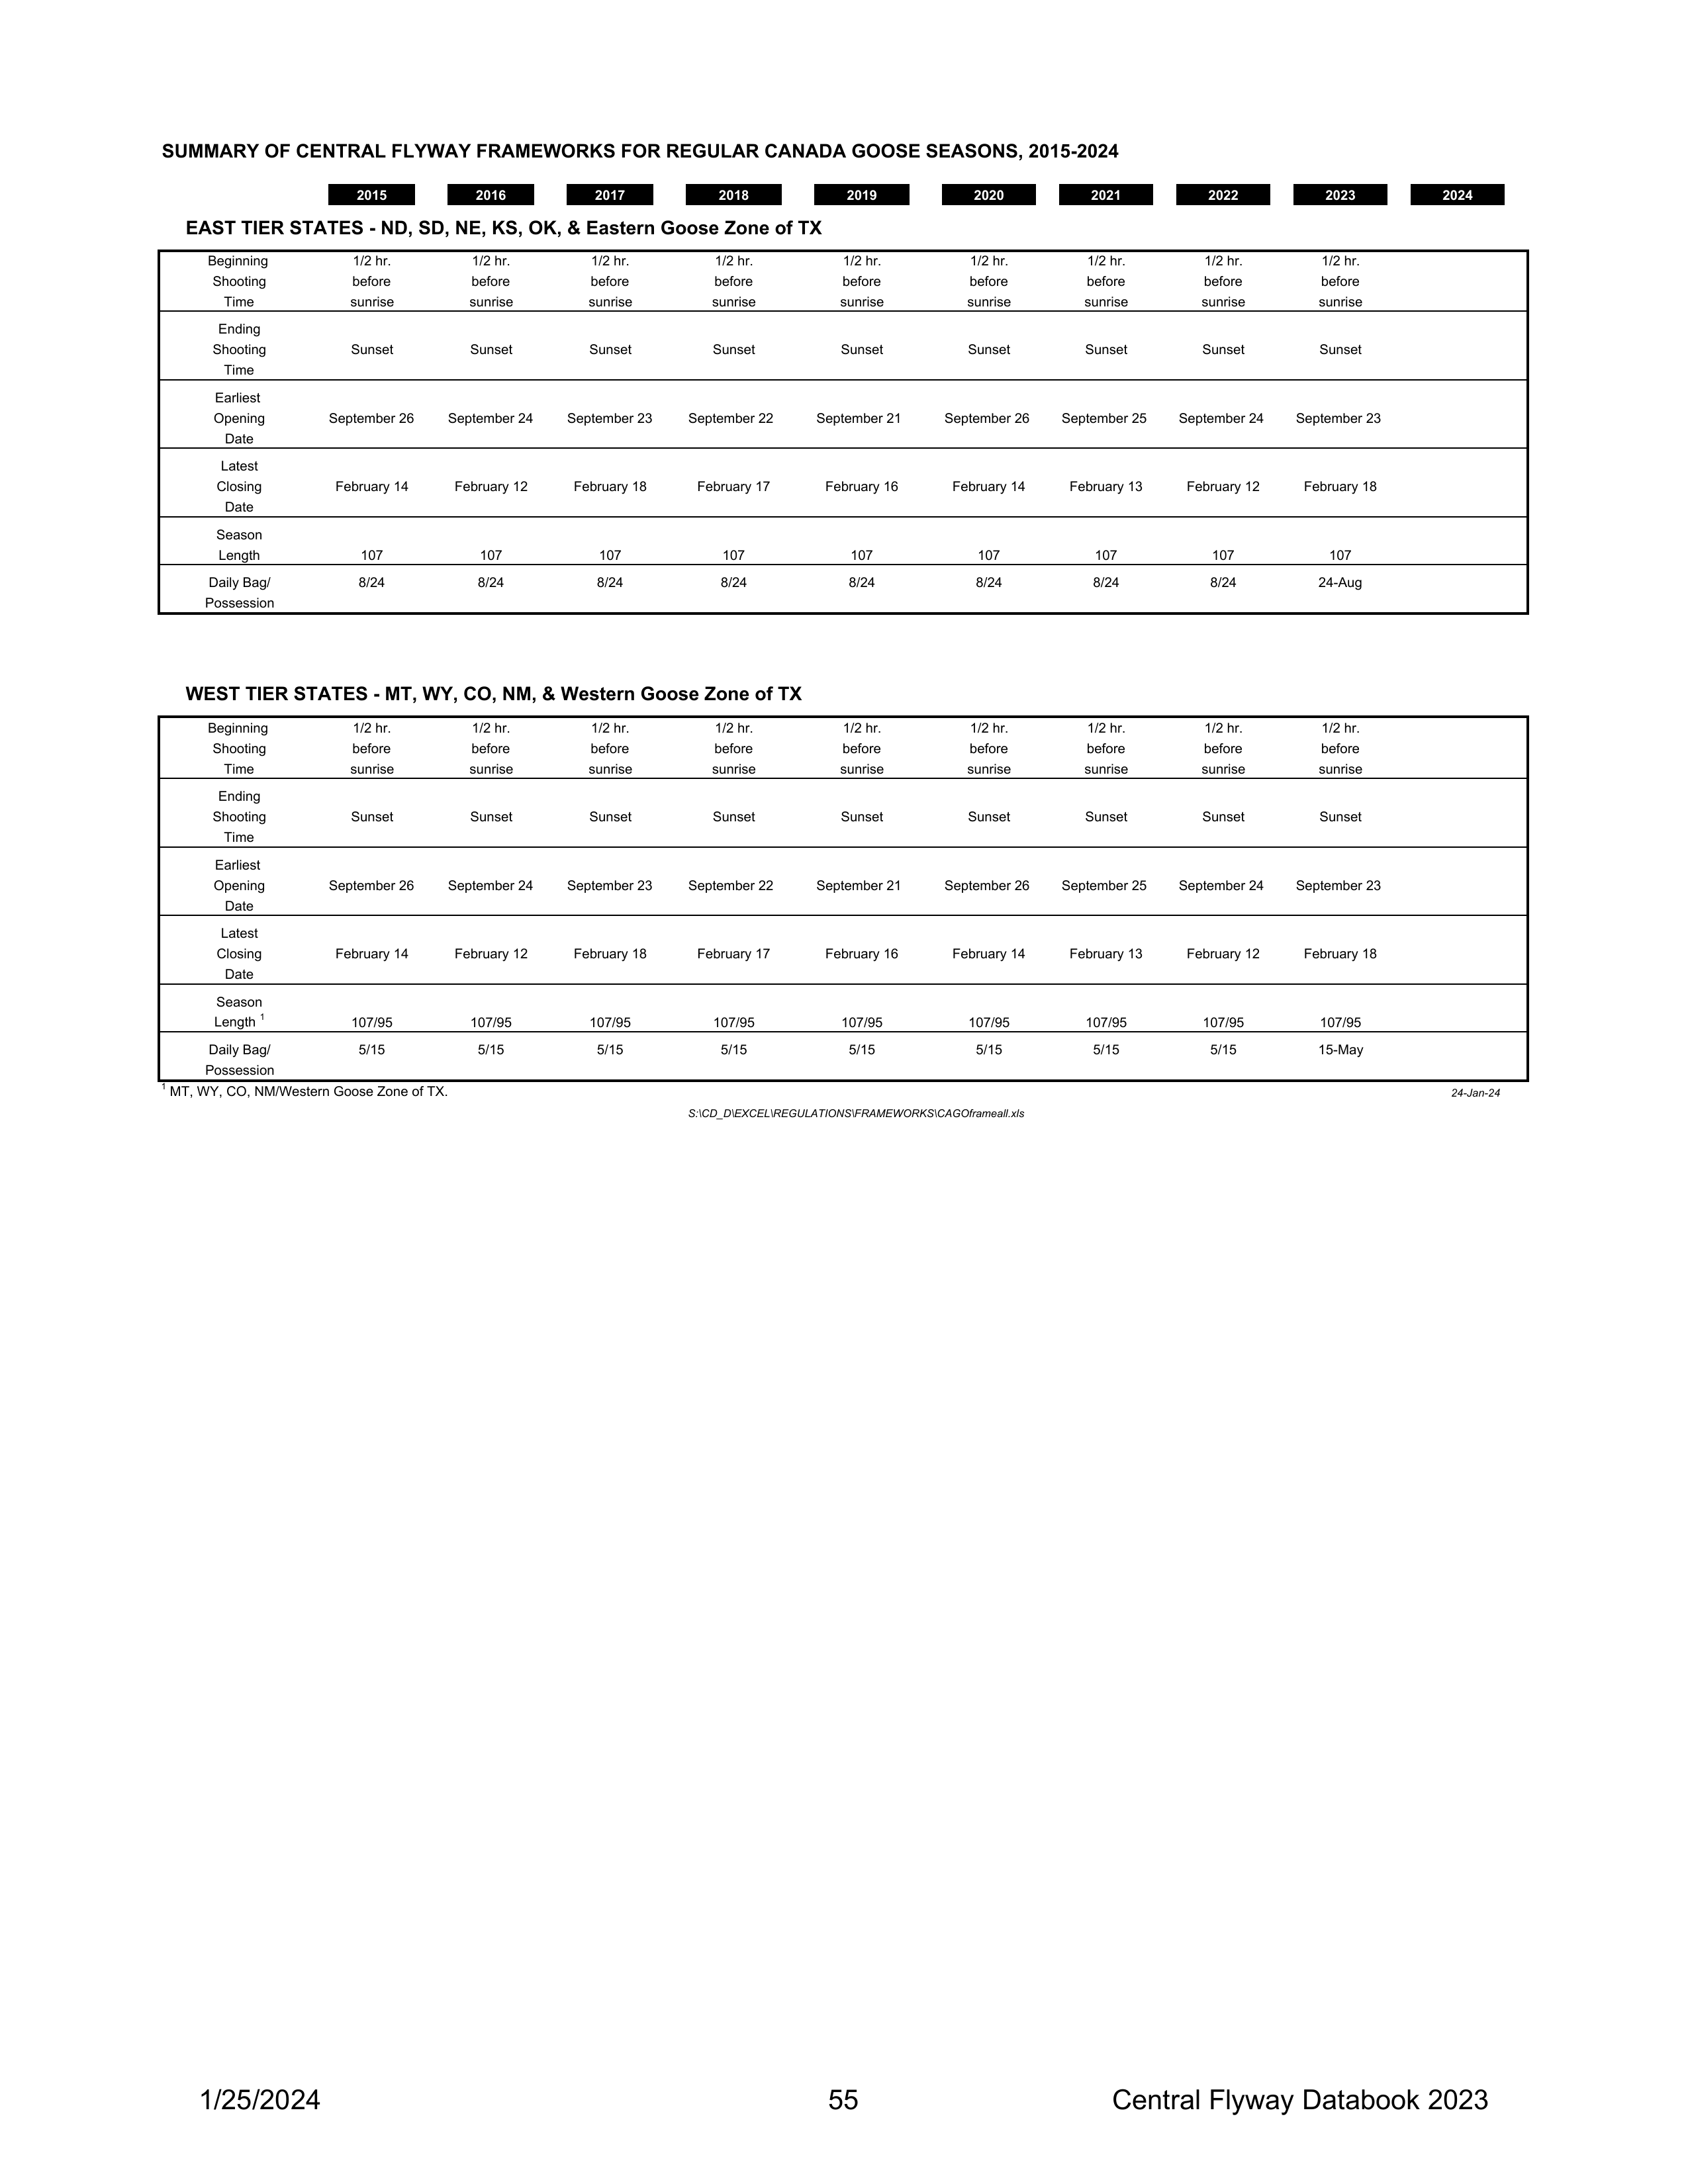 SUMMARY OF CENTRAL FLYWAY FRAMEWORKS FOR REGULAR CANADA GOOSE SEASONS, 2015-2024
2015 2016 2017 2018 2019 2020 2021 2022 2023 2024
EAST TIER STATES - ND, SD, NE, KS, OK, & Eastern Goose Zone of TX
Beginning 1/2 hr. 1/2 hr. 1/2 hr. 1/2 hr. 1/2 hr. 1/2 hr. 1/2 hr. 1/2 hr. 1/2 hr.
Shooting before before before before before before before before before
Time sunrise sunrise sunrise sunrise sunrise sunrise sunrise sunrise sunrise
Ending
Shooting Sunset Sunset Sunset Sunset Sunset Sunset Sunset Sunset Sunset
Time
Earliest
Opening September 26 September 24 September 23 September 22 September 21 September 26 September 25 September 24 September 23
Date
Latest
Closing February 14 February 12 February 18 February 17 February 16 February 14 February 13 February 12 February 18
Date
Season
Length 107 107 107 107 107 107 107 107 107
Daily Bag/ 8/24 8/24 8/24 8/24 8/24 8/24 8/24 8/24 24-Aug
Possession
WEST TIER STATES - MT, WY, CO, NM, & Western Goose Zone of TX
Beginning 1/2 hr. 1/2 hr. 1/2 hr. 1/2 hr. 1/2 hr. 1/2 hr. 1/2 hr. 1/2 hr. 1/2 hr.
Shooting before before before before before before before before before
Time sunrise sunrise sunrise sunrise sunrise sunrise sunrise sunrise sunrise
Ending
Shooting Sunset Sunset Sunset Sunset Sunset Sunset Sunset Sunset Sunset
Time
Earliest
Opening September 26 September 24 September 23 September 22 September 21 September 26 September 25 September 24 September 23
Date
Latest
Closing February 14 February 12 February 18 February 17 February 16 February 14 February 13 February 12 February 18
Date
Season
Length 1 107/95 107/95 107/95 107/95 107/95 107/95 107/95 107/95 107/95
Daily Bag/ 5/15 5/15 5/15 5/15 5/15 5/15 5/15 5/15 15-May
Possession
1 MT, WY, CO, NM/Western Goose Zone of TX. 24-Jan-24
S:\CD_D\EXCEL\REGULATIONS\FRAMEWORKS\CAGOframeall.xls
1/25/2024 55 Central Flyway Databook 2023